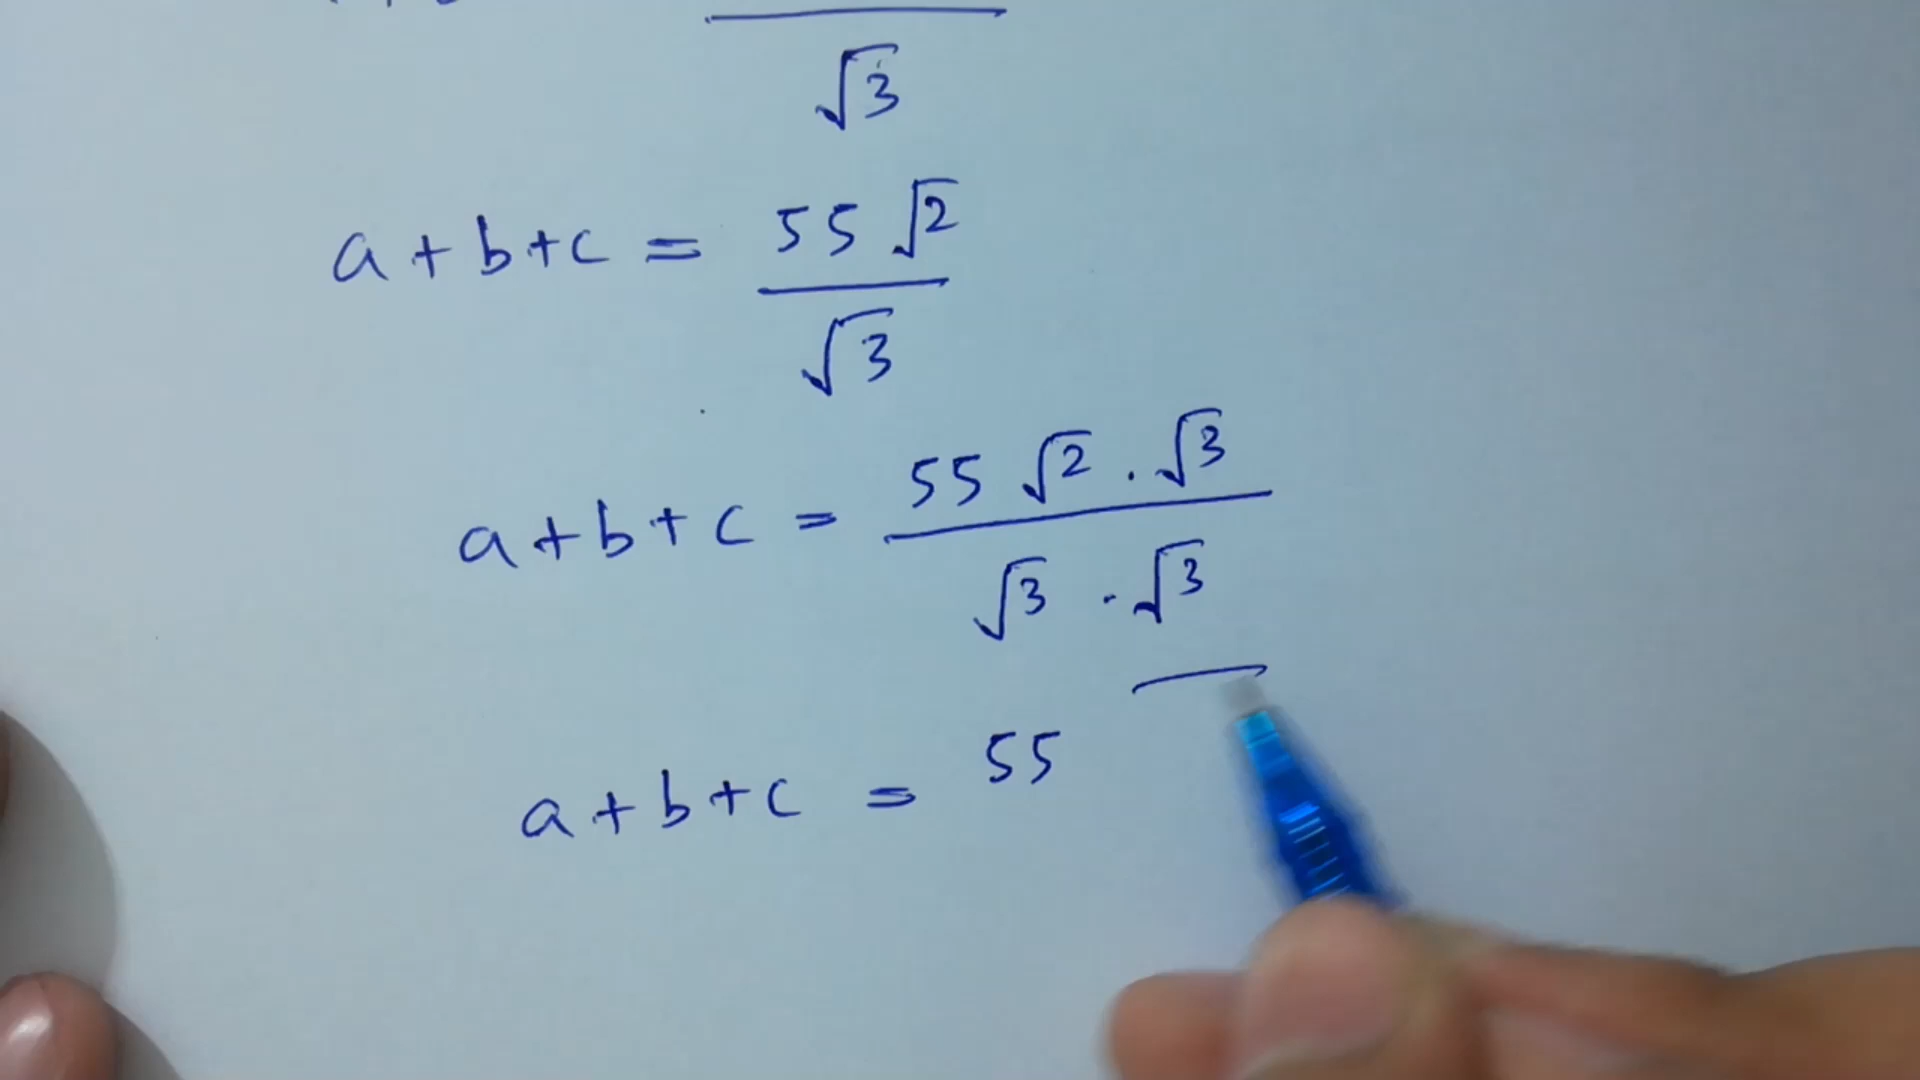 √3
a+b+c = 55 √2 / √3
a+b+c = 55 √2 . √3 / √3 . √3
a+b+c = 55